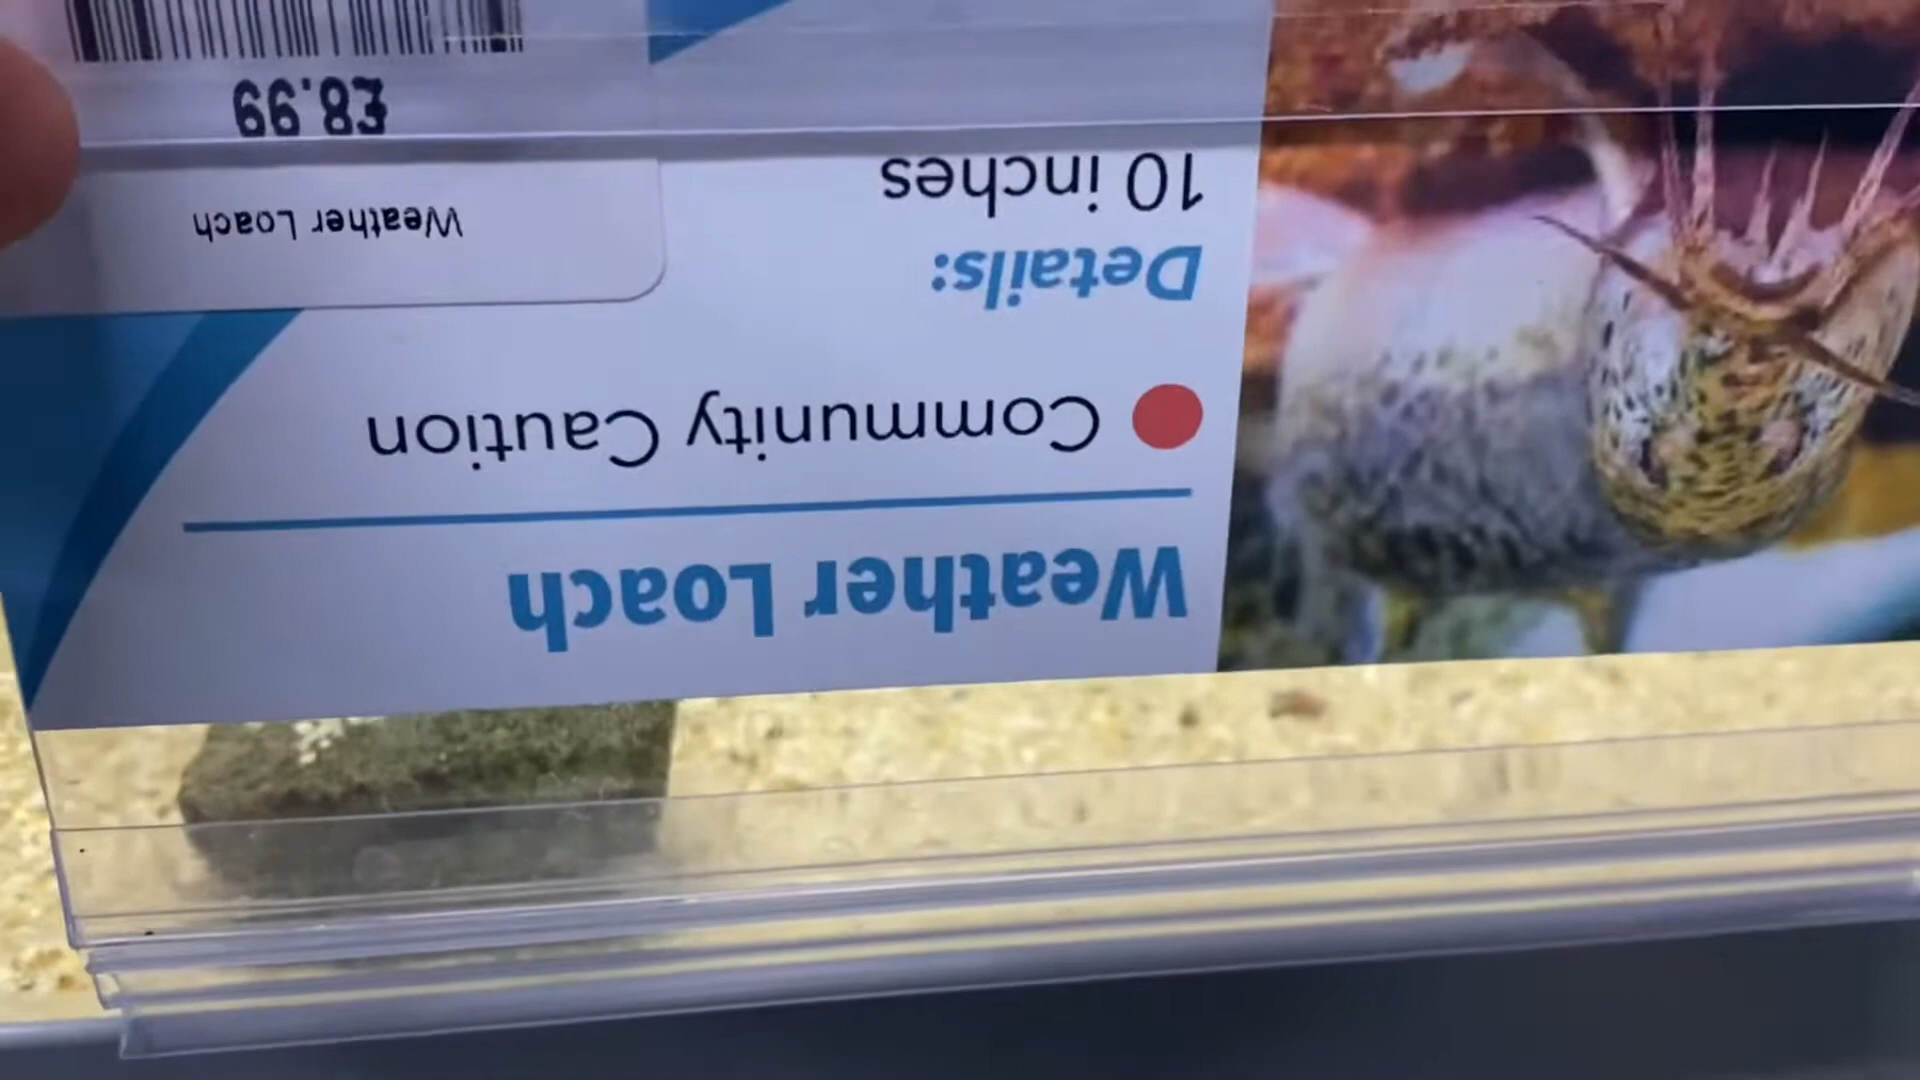 Weather Loach
Community Caution
Details:
10 inches
Weather Loach
£8.99